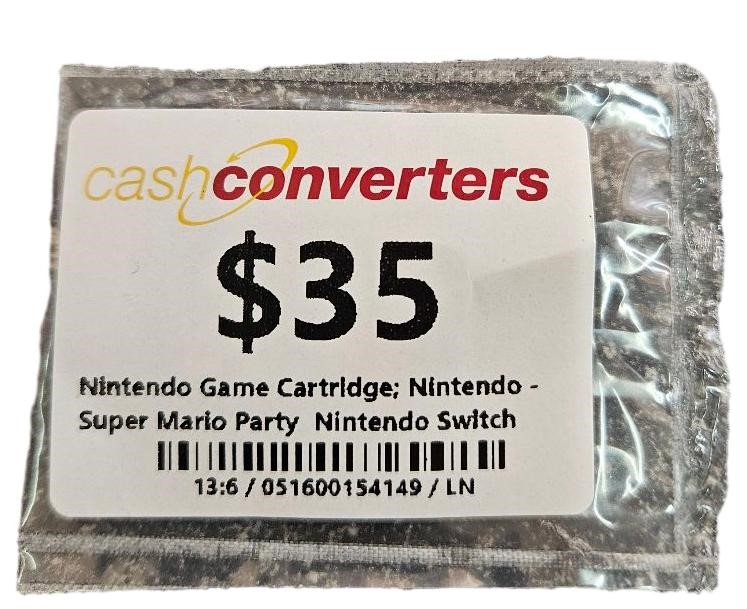 cashconverters
$35
Nintendo Game Cartridge; Nintendo -
Super Mario Party Nintendo Switch
13:6 / 051600154149 / LN